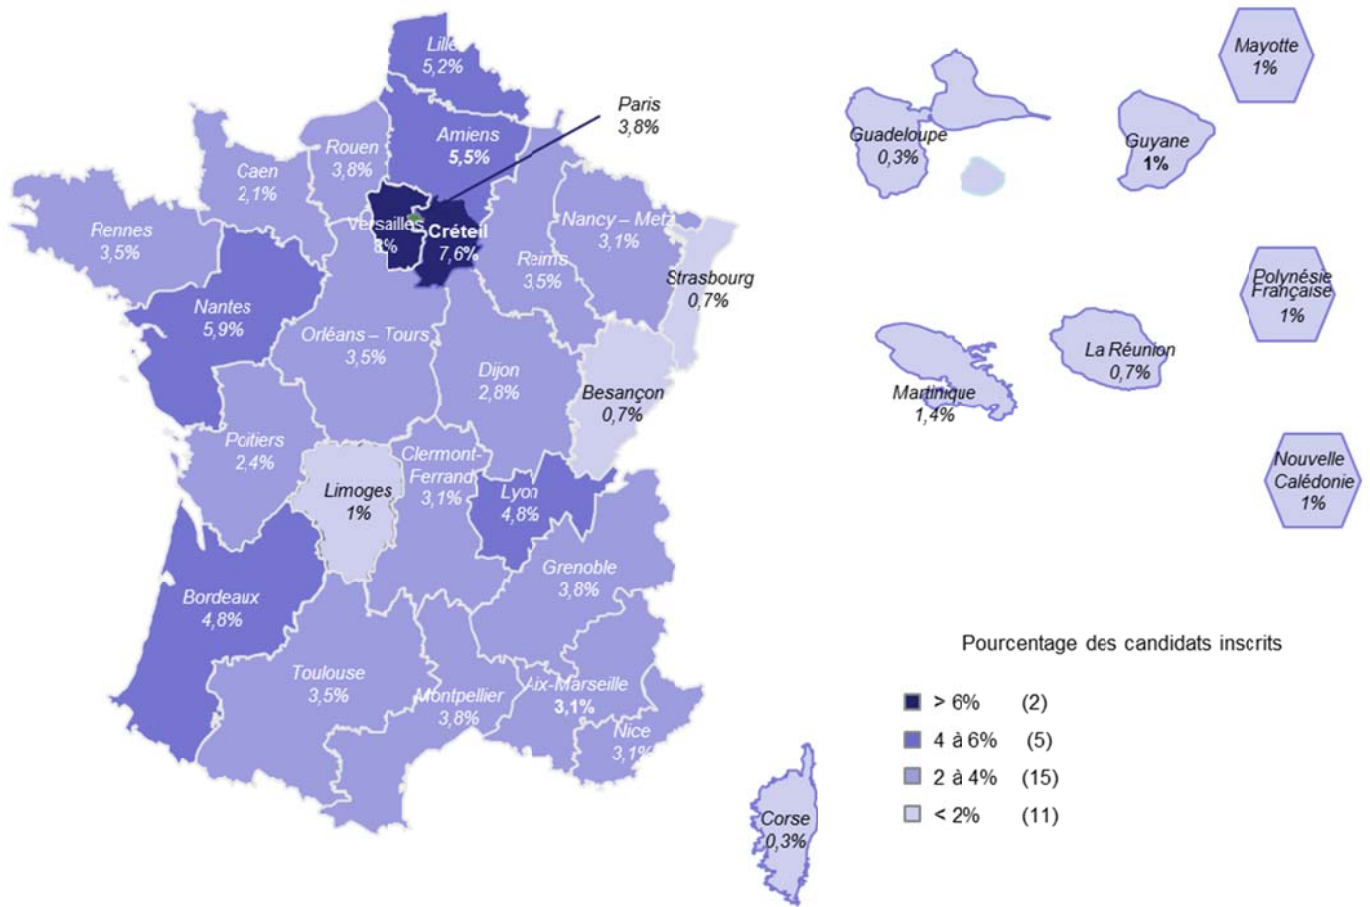 Lille
5,2%
Paris
3,8%
Amiens
5,5%
Rouen
3,8%
Caen
2,1%
Rennes
3,5%
Versailles
8%
Créteil
7,6%
Nancy – Metz
3,1%
Reims
3,5%
Strasbourg
0,7%
Nantes
5,9%
Orléans – Tours
3,5%
Dijon
2,8%
Besançon
0,7%
Poitiers
2,4%
Limoges
1%
Clermont-
Ferrand
3,1%
Lyon
4,8%
Grenoble
3,8%
Bordeaux
4,8%
Toulouse
3,5%
Montpellier
3,8%
Aix-Marseille
3,1%
Nice
3,1%
Corse
0,3%
Guadeloupe
0,3%
Guyane
1%
Mayotte
1%
Martinique
1,4%
La Réunion
0,7%
Polynésie
Française
1%
Nouvelle
Calédonie
1%
Pourcentage des candidats inscrits
> 6% (2)
4 à 6% (5)
2 à 4% (15)
< 2% (11)